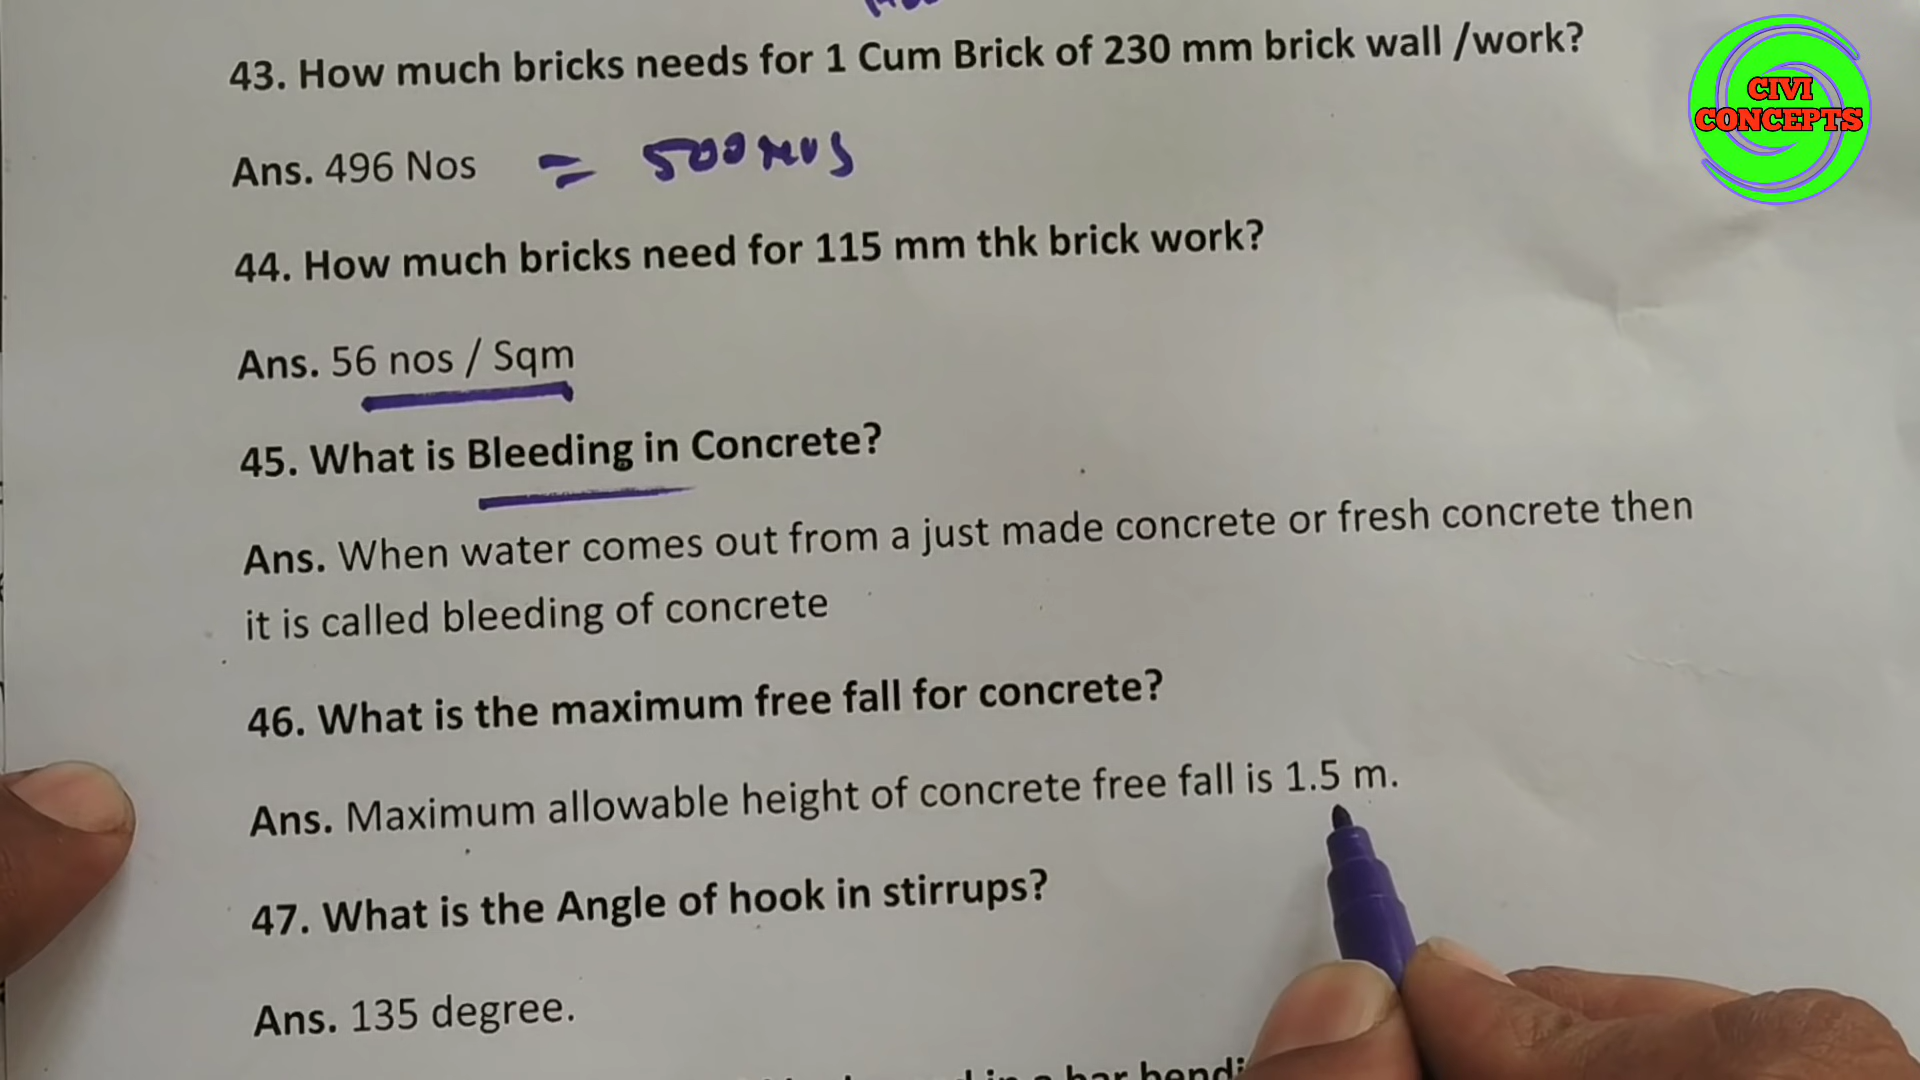 43. How much bricks needs for 1 Cum Brick of 230 mm brick wall /work?
CIVI
CONCEPTS
Ans. 496 Nos = 500 NOS
44. How much bricks need for 115 mm thk brick work?
Ans. 56 nos / Sqm
45. What is Bleeding in Concrete?
Ans. When water comes out from a just made concrete or fresh concrete then
it is called bleeding of concrete
46. What is the maximum free fall for concrete?
Ans. Maximum allowable height of concrete free fall is 1.5 m.
47. What is the Angle of hook in stirrups?
Ans. 135 degree.
in a bar